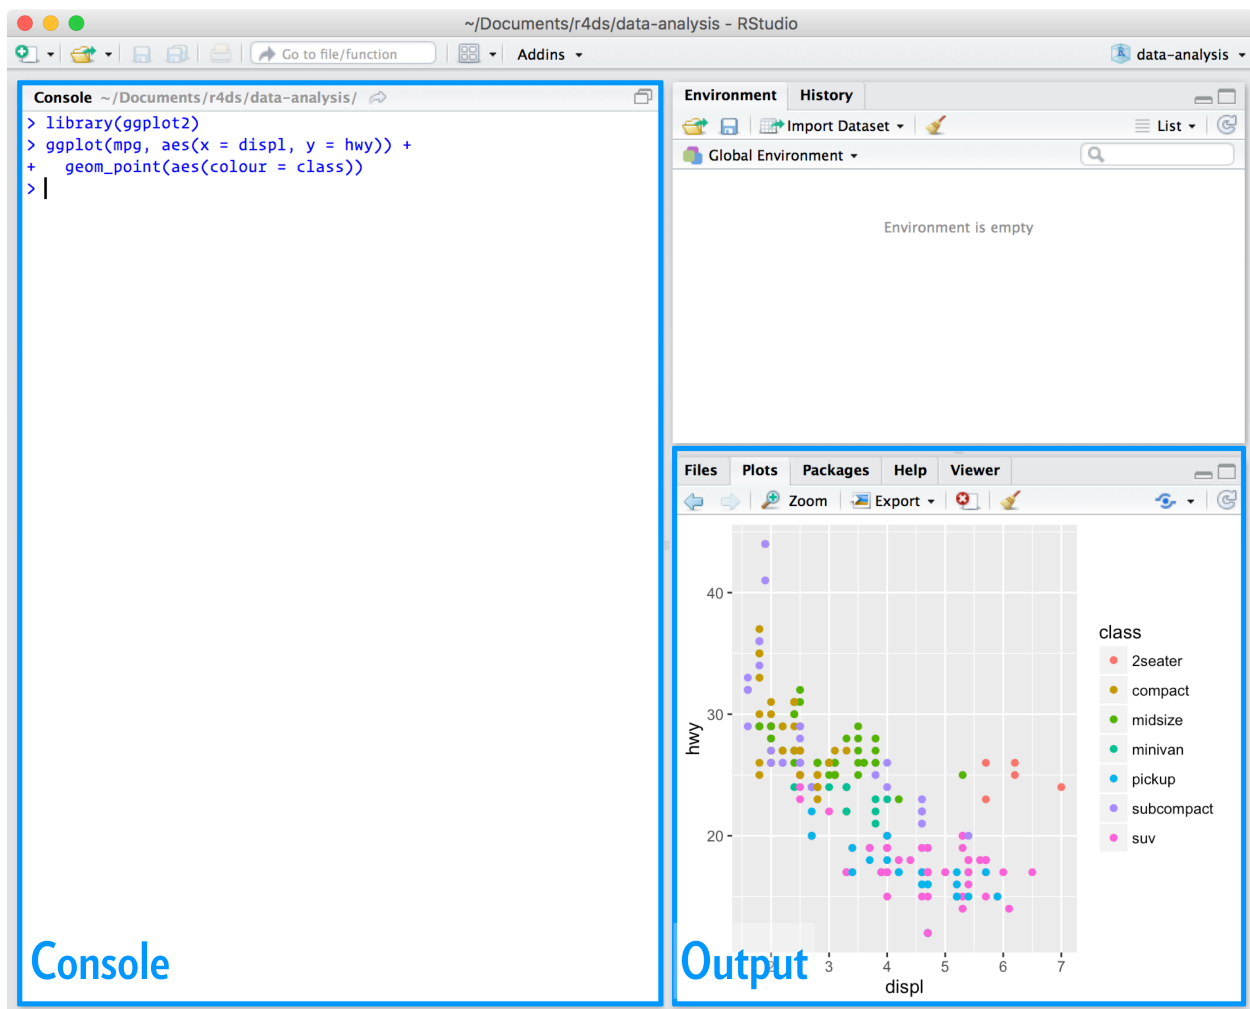 ~/Documents/r4ds/data-analysis - RStudio
Go to file/function
Addins
data-analysis
Console ~/Documents/r4ds/data-analysis/
> library(ggplot2)
> ggplot(mpg, aes(x = displ, y = hwy)) +
+   geom_point(aes(colour = class))
>
Console
Environment History
Import Dataset
List
Global Environment
Environment is empty
Files Plots Packages Help Viewer
Zoom Export
40
30
20
hwy
2 3 4 5 6 7
displ
class
2seater
compact
midsize
minivan
pickup
subcompact
suv
Output